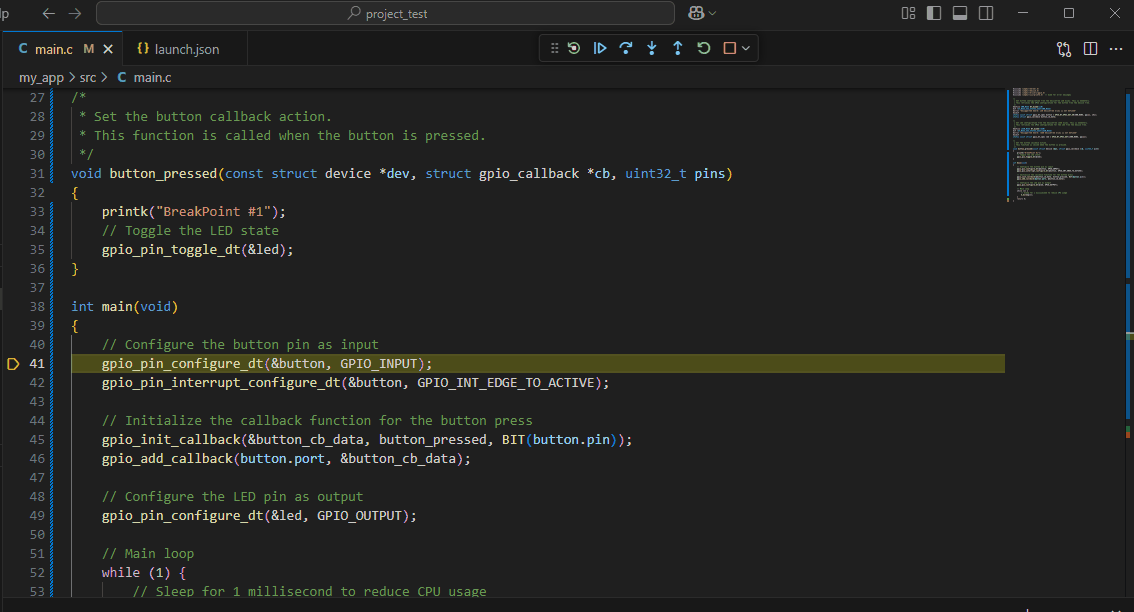 lp
project_test
C main.c M
{} launch.json
my_app > src > C main.c
27 /*
28 * Set the button callback action.
29 * This function is called when the button is pressed.
30 */
31 void button_pressed(const struct device *dev, struct gpio_callback *cb, uint32_t pins)
32 {
33 printk("BreakPoint #1");
34 // Toggle the LED state
35 gpio_pin_toggle_dt(&led);
36 }
37
38 int main(void)
39 {
40 // Configure the button pin as input
41 gpio_pin_configure_dt(&button, GPIO_INPUT);
42 gpio_pin_interrupt_configure_dt(&button, GPIO_INT_EDGE_TO_ACTIVE);
43
44 // Initialize the callback function for the button press
45 gpio_init_callback(&button_cb_data, button_pressed, BIT(button.pin));
46 gpio_add_callback(button.port, &button_cb_data);
47
48 // Configure the LED pin as output
49 gpio_pin_configure_dt(&led, GPIO_OUTPUT);
50
51 // Main loop
52 while (1) {
53 // Sleep for 1 millisecond to reduce CPU usage